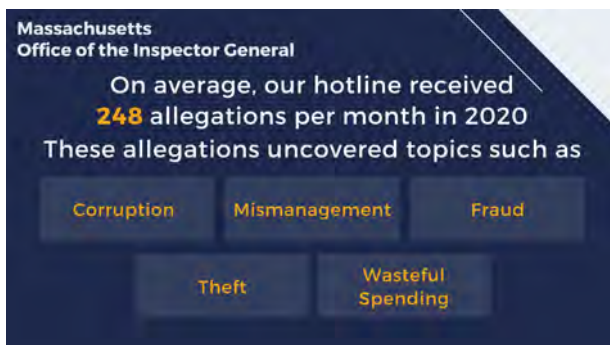 Massachusetts
Office of the Inspector General
On average, our hotline received
248 allegations per month in 2020
These allegations uncovered topics such as
Corruption
Mismanagement
Fraud
Theft
Wasteful
Spending